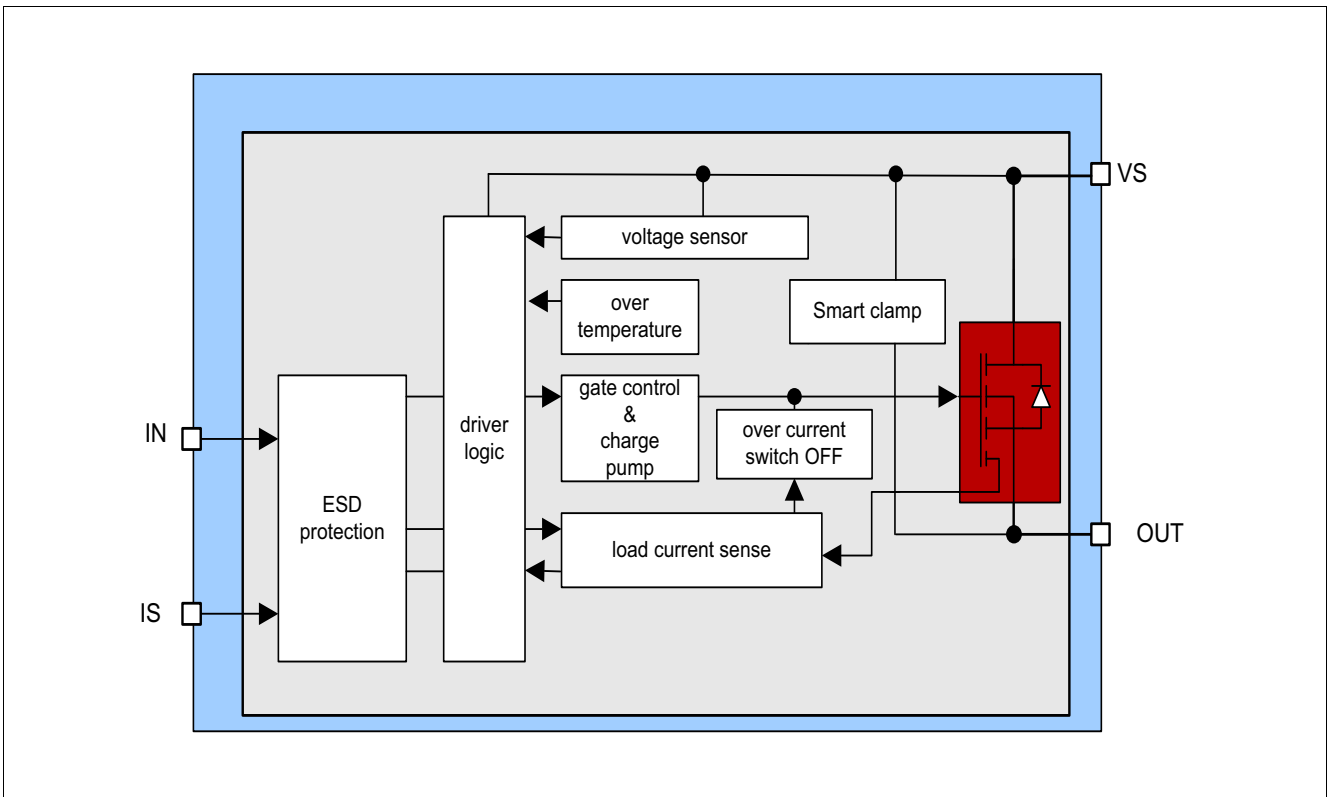 VS
voltage sensor
over
temperature
Smart clamp
gate control
&
charge
pump
over current
switch OFF
driver
logic
IN
ESD
protection
load current sense
OUT
IS